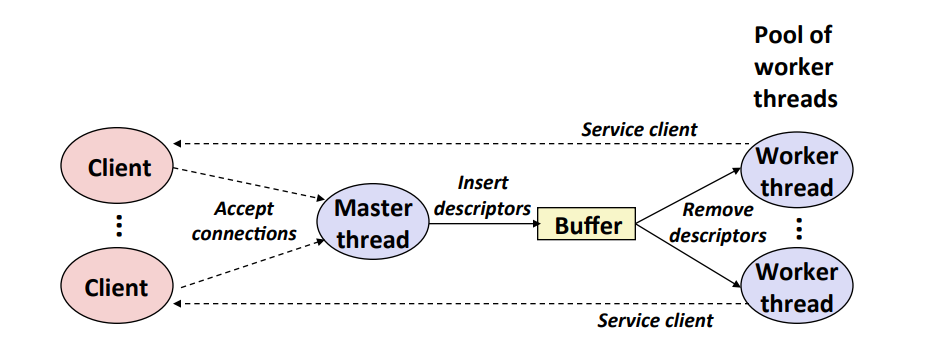 Pool of
worker
threads
Service client
Client
Worker
thread
Insert
descriptors
Accept
connections
Master
thread
Buffer
Remove
descriptors
Client
Worker
thread
Service client